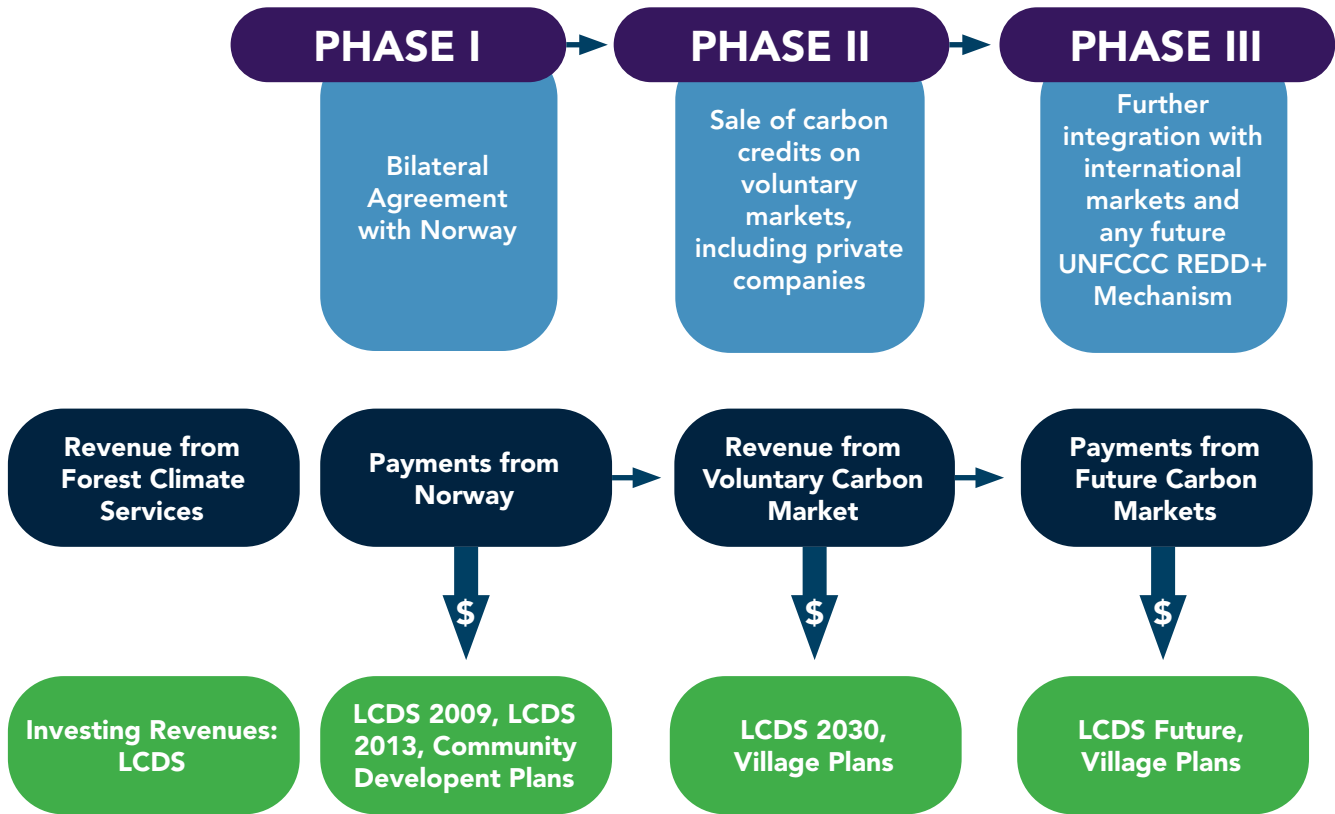 PHASE I
PHASE II
PHASE III
Bilateral
Agreement
with Norway
Sale of carbon
credits on
voluntary
markets,
including private
companies
Further
integration with
international
markets and
any future
UNFCCC REDD+
Mechanism
Revenue from
Forest Climate
Services
Payments from
Norway
Revenue from
Voluntary Carbon
Market
Payments from
Future Carbon
Markets
$
$
$
Investing Revenues:
LCDS
LCDS 2009, LCDS
2013, Community
Developent Plans
LCDS 2030,
Village Plans
LCDS Future,
Village Plans